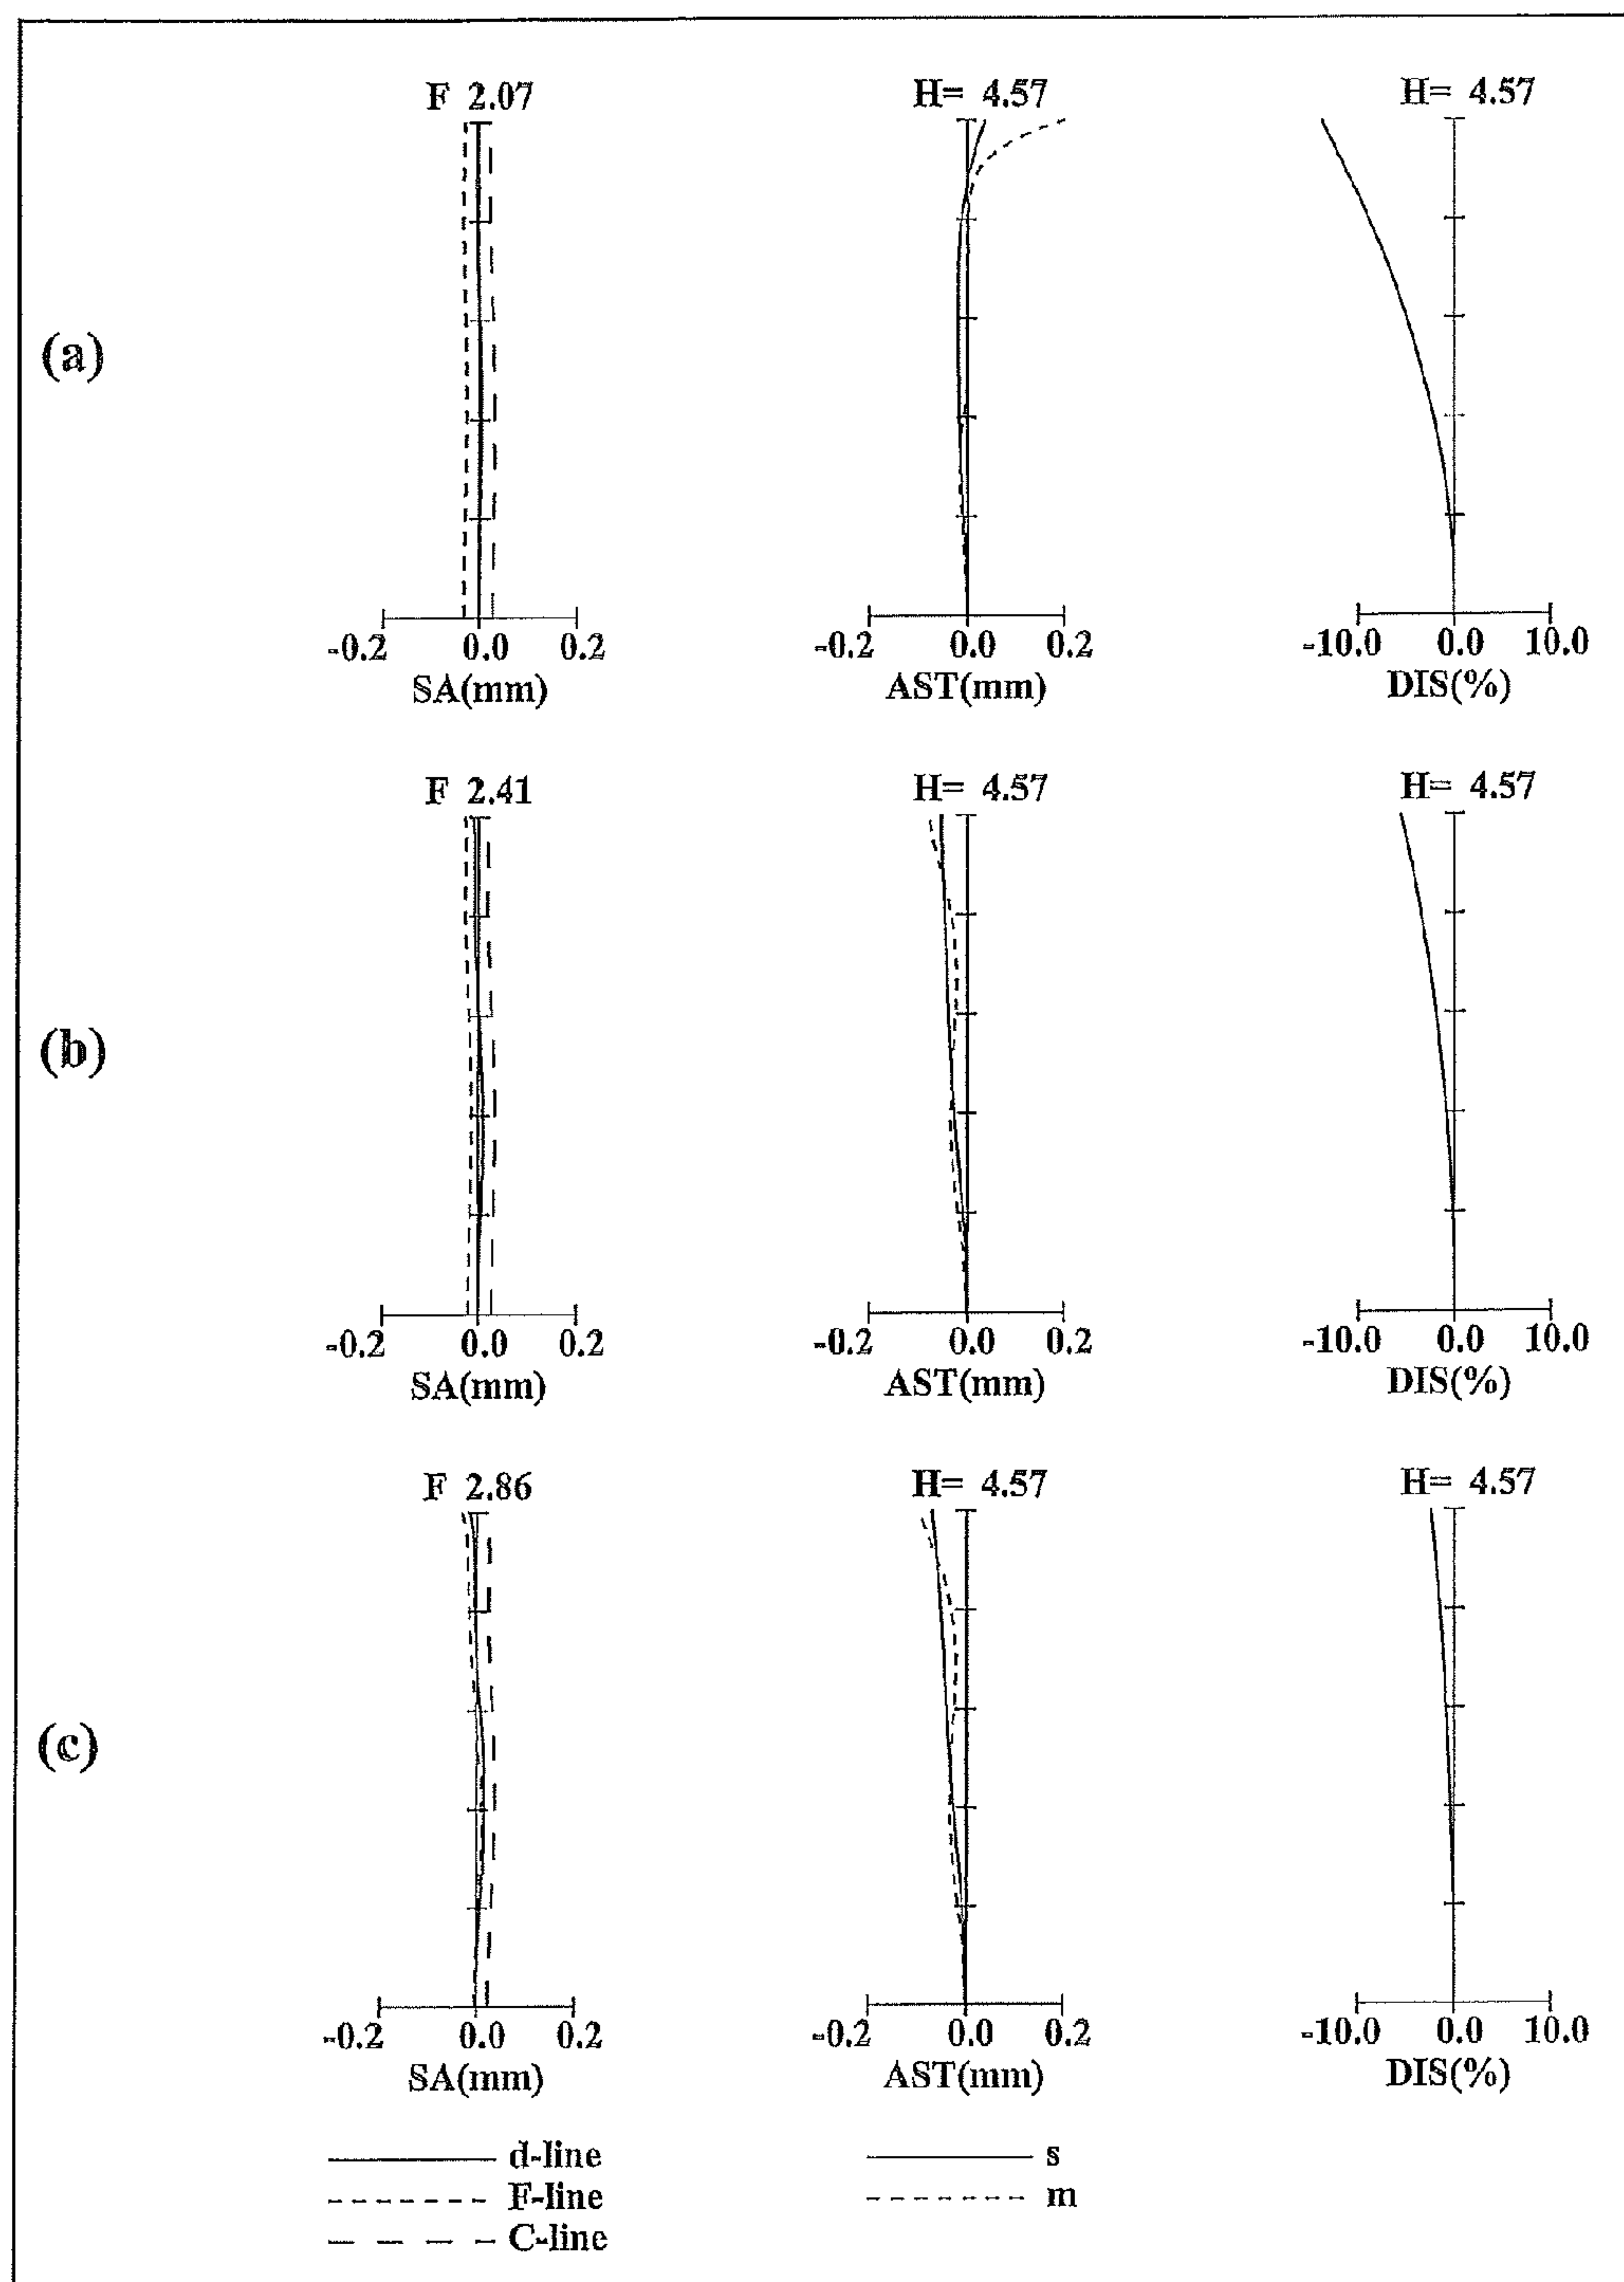 F 2.07 H= 4.57 H= 4.57
(a)
-0.2 0.0 0.2 -0.2 0.0 0.2 -10.0 0.0 10.0
SA(mm) AST(mm) DIS(%)
F 2.41 H= 4.57 H= 4.57
(b)
-0.2 0.0 0.2 -0.2 0.0 0.2 -10.0 0.0 10.0
SA(mm) AST(mm) DIS(%)
F 2.86 H= 4.57 H= 4.57
(c)
-0.2 0.0 0.2 -0.2 0.0 0.2 -10.0 0.0 10.0
SA(mm) AST(mm) DIS(%)
d-line s
F-line m
C-line